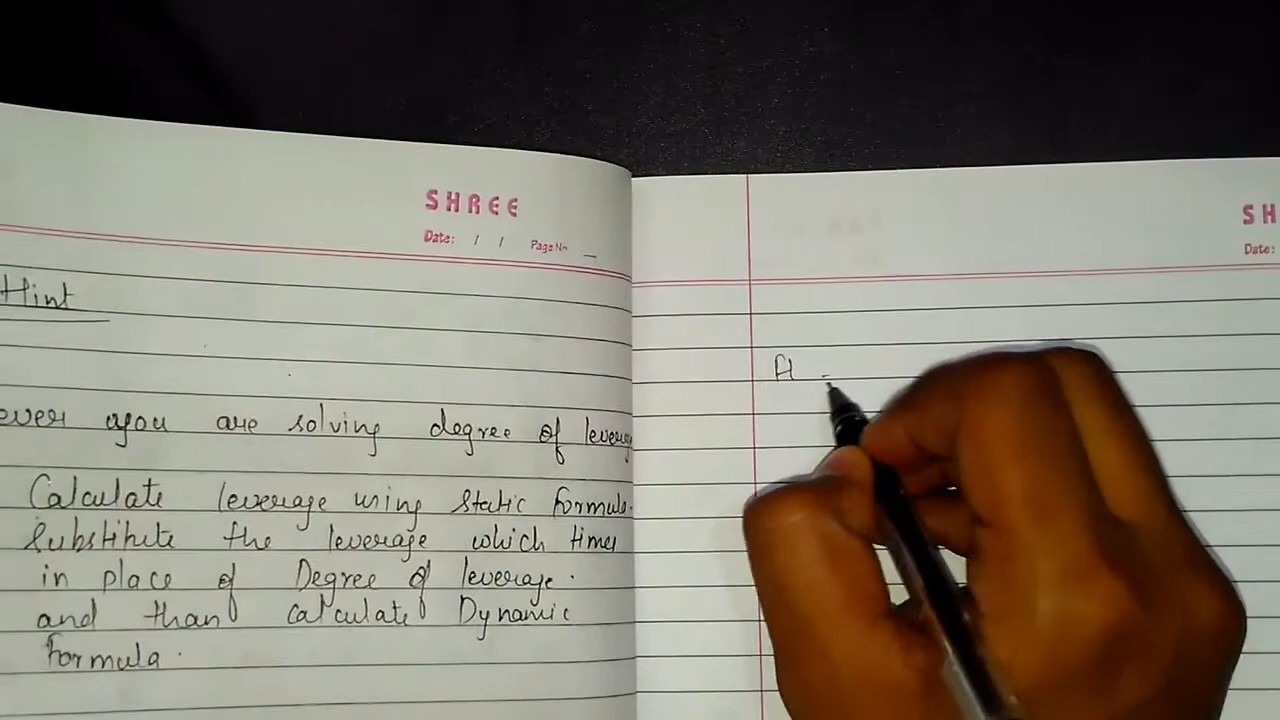 SHREE
Date: / / Page No
Hint
ever you are solving degree of leverag
Calculate leverage using static formula.
Substitute the leverage which times
in place of Degree of leverage.
and than calculate Dynamic
formula.
SH
Date:
fl -